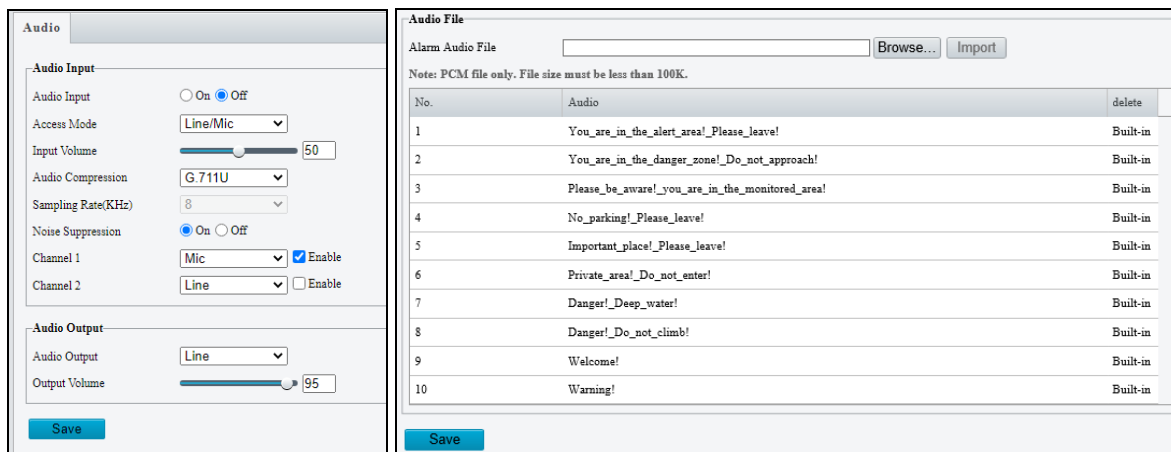 Audio
Audio Input
Audio Input On Off
Access Mode Line/Mic
Input Volume 50
Audio Compression G.711U
Sampling Rate(KHz) 8
Noise Suppression On Off
Channel 1 Mic Enable
Channel 2 Line Enable
Audio Output
Audio Output Line
Output Volume 95
Save
Audio File
Alarm Audio File Browse... Import
Note: PCM file only. File size must be less than 100K.
No. Audio delete
1 You_are_in_the_alert_area!_Please_leave! Built-in
2 You_are_in_the_danger_zone!_Do_not_approach! Built-in
3 Please_be_aware!_you_are_in_the_monitored_area! Built-in
4 No_parking!_Please_leave! Built-in
5 Important_place!_Please_leave! Built-in
6 Private_area!_Do_not_enter! Built-in
7 Danger!_Deep_water! Built-in
8 Danger!_Do_not_climb! Built-in
9 Welcome! Built-in
10 Warning! Built-in
Save